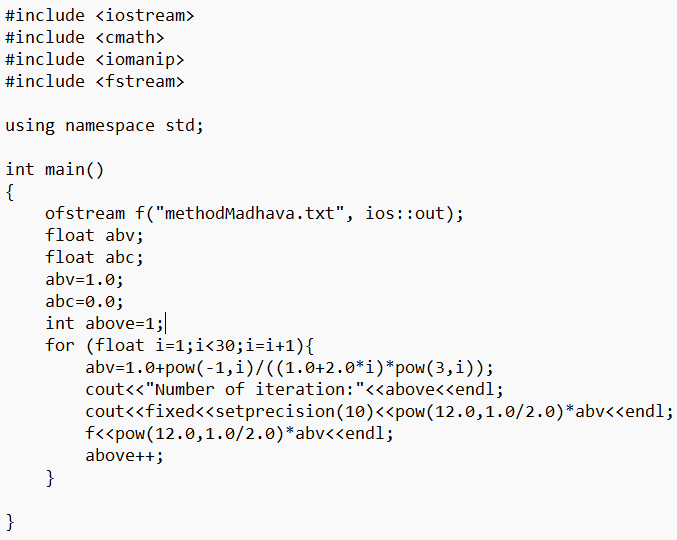 #include <iostream>
#include <cmath>
#include <iomanip>
#include <fstream>

using namespace std;

int main()
{
    ofstream f("methodMadhava.txt", ios::out);
    float abv;
    float abc;
    abv=1.0;
    abc=0.0;
    int above=1;
    for (float i=1;i<30;i=i+1){
        abv=1.0+pow(-1,i)/((1.0+2.0*i)*pow(3,i));
        cout<<"Number of iteration:"<<above<<endl;
        cout<<fixed<<setprecision(10)<<pow(12.0,1.0/2.0)*abv<<endl;
        f<<pow(12.0,1.0/2.0)*abv<<endl;
        above++;
    }

}